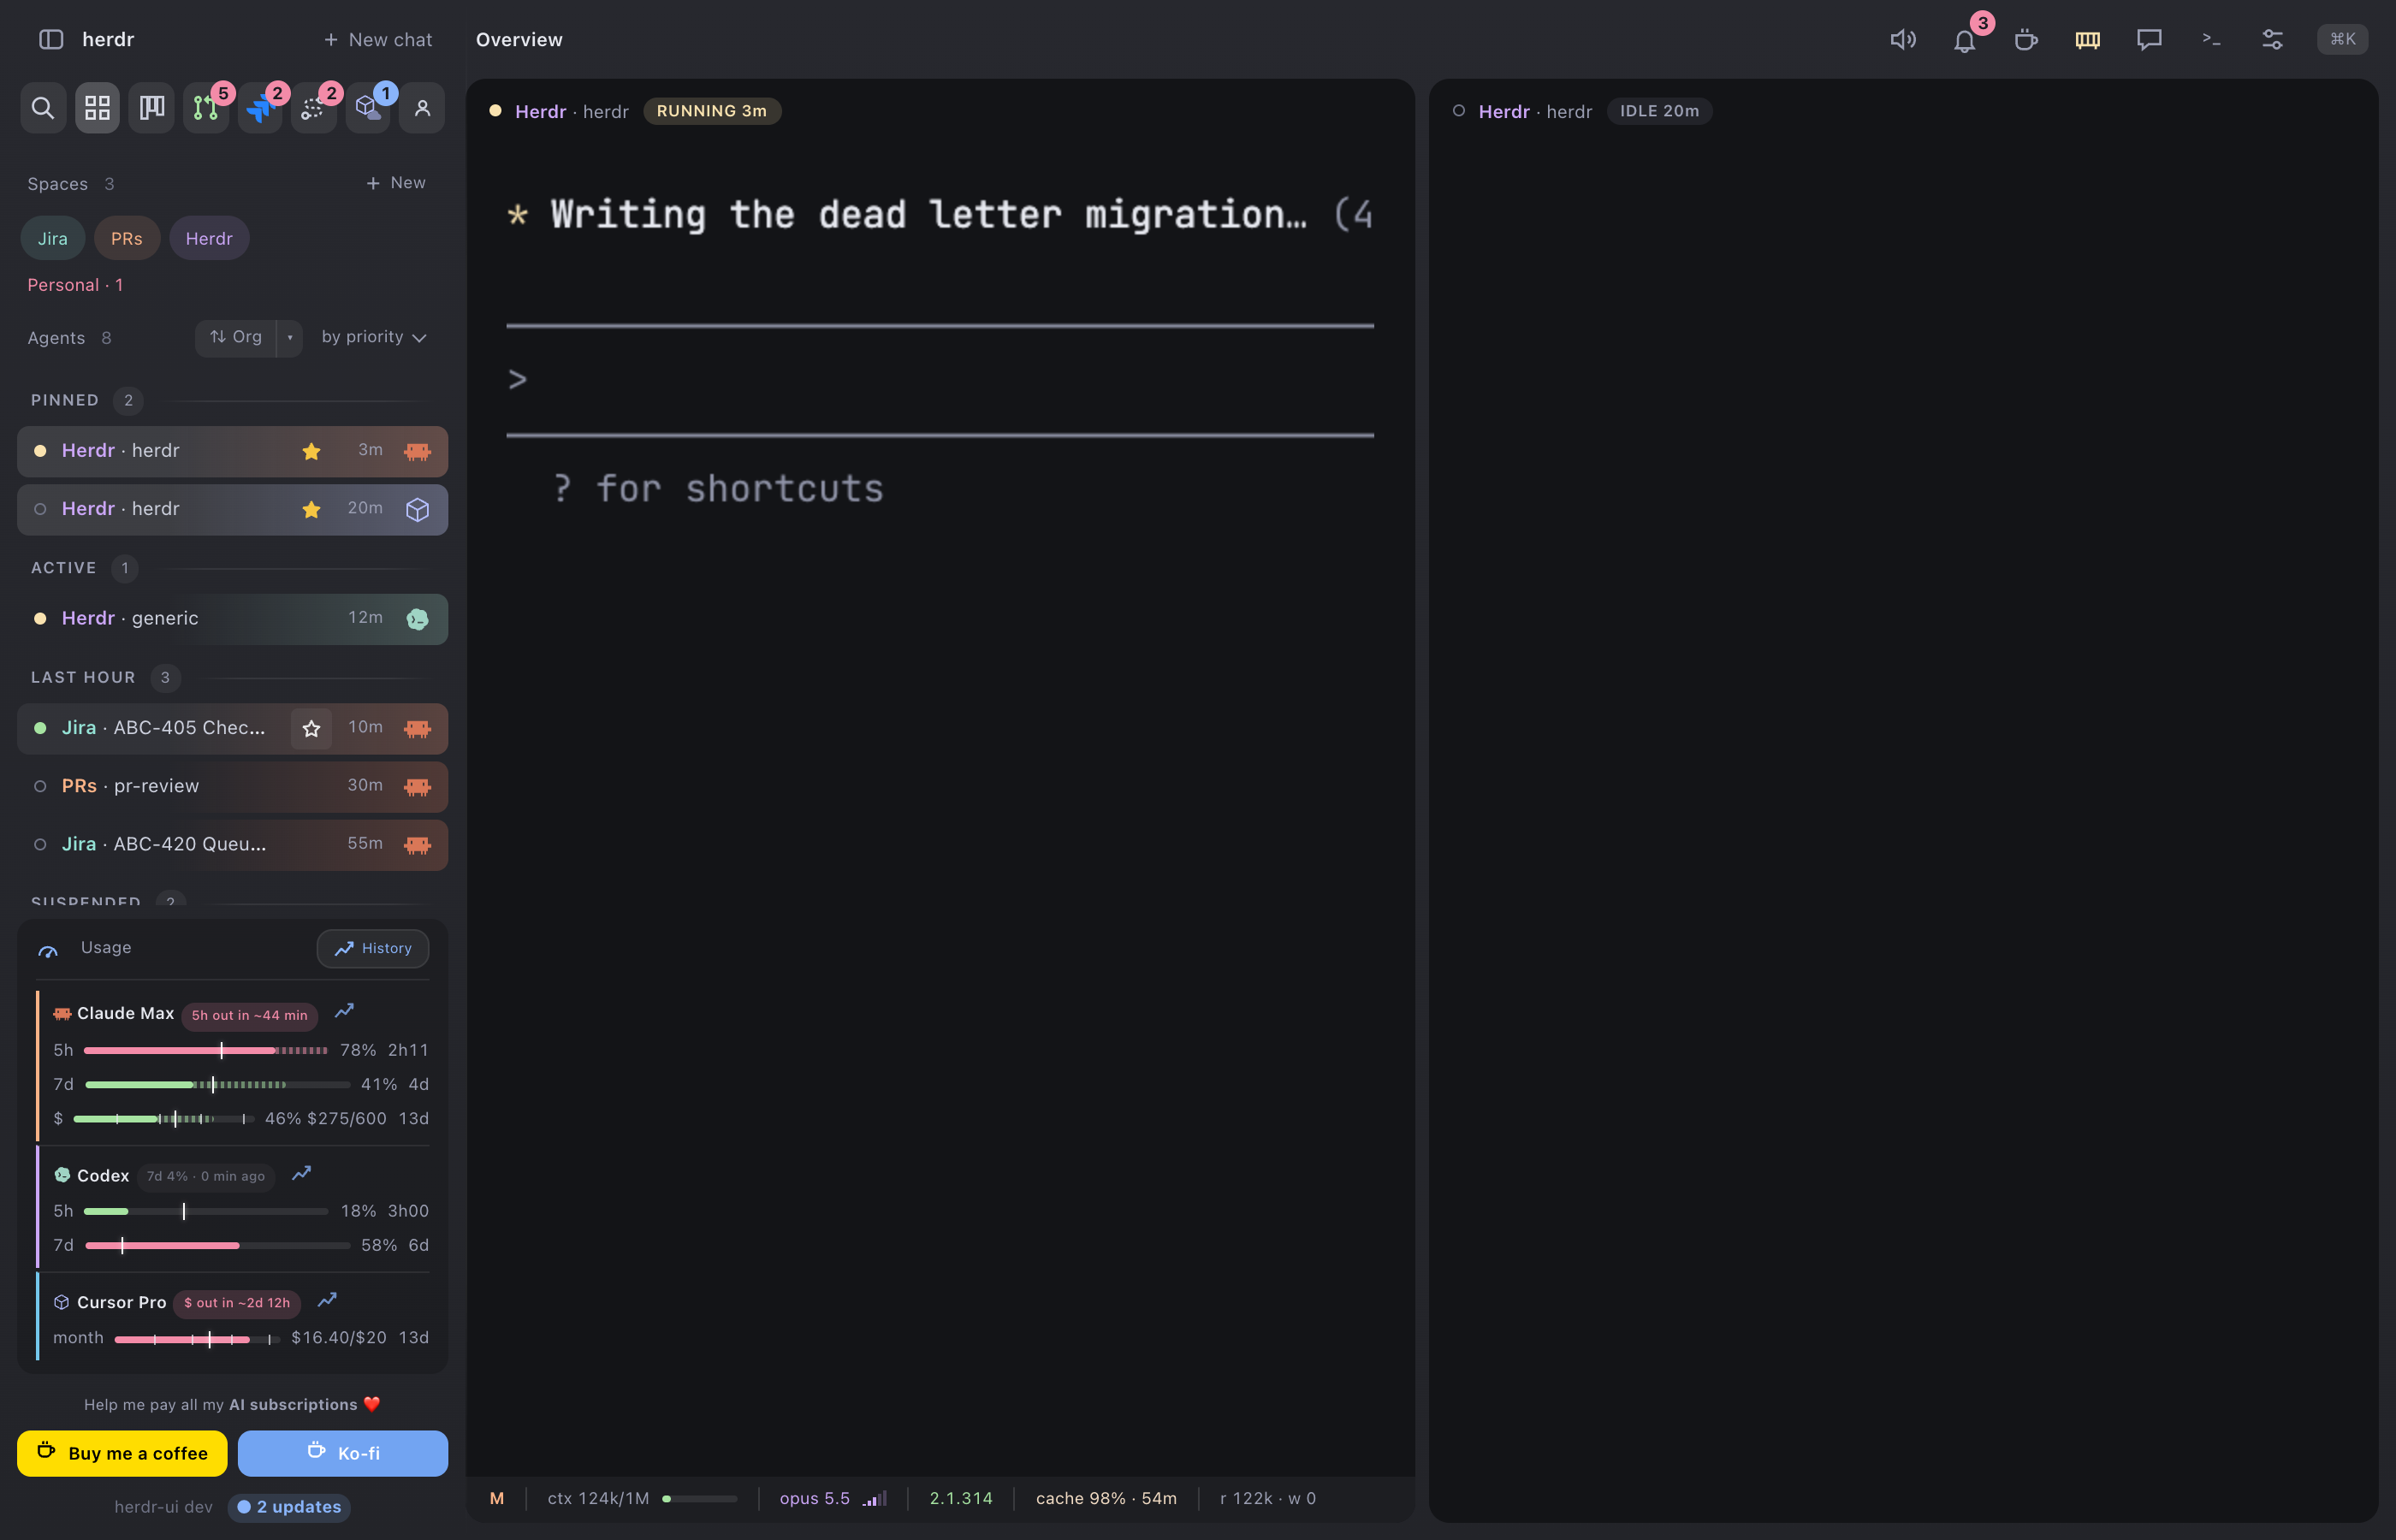 herdr
+ New chat
Overview
3
⌘K
5
2
2
1
Spaces 3
+ New
Jira
PRs
Herdr
Personal · 1
Agents 8
Org
by priority
PINNED 2
Herdr · herdr 3m
Herdr · herdr 20m
ACTIVE 1
Herdr · generic 12m
LAST HOUR 3
Jira · ABC-405 Chec... 10m
PRs · pr-review 30m
Jira · ABC-420 Queu... 55m
SUSPENDED 2
Usage
History
Claude Max 5h out in ~44 min
5h 78% 2h11
7d 41% 4d
$ 46% $275/600 13d
Codex 7d 4% · 0 min ago
5h 18% 3h00
7d 58% 6d
Cursor Pro $ out in ~2d 12h
month $16.40/$20 13d
Help me pay all my AI subscriptions ❤️
Buy me a coffee
Ko-fi
herdr-ui dev
2 updates
Herdr · herdr RUNNING 3m
* Writing the dead letter migration… (4
>
? for shortcuts
M
ctx 124k/1M
opus 5.5
2.1.314
cache 98% · 54m
r 122k · w 0
Herdr · herdr IDLE 20m